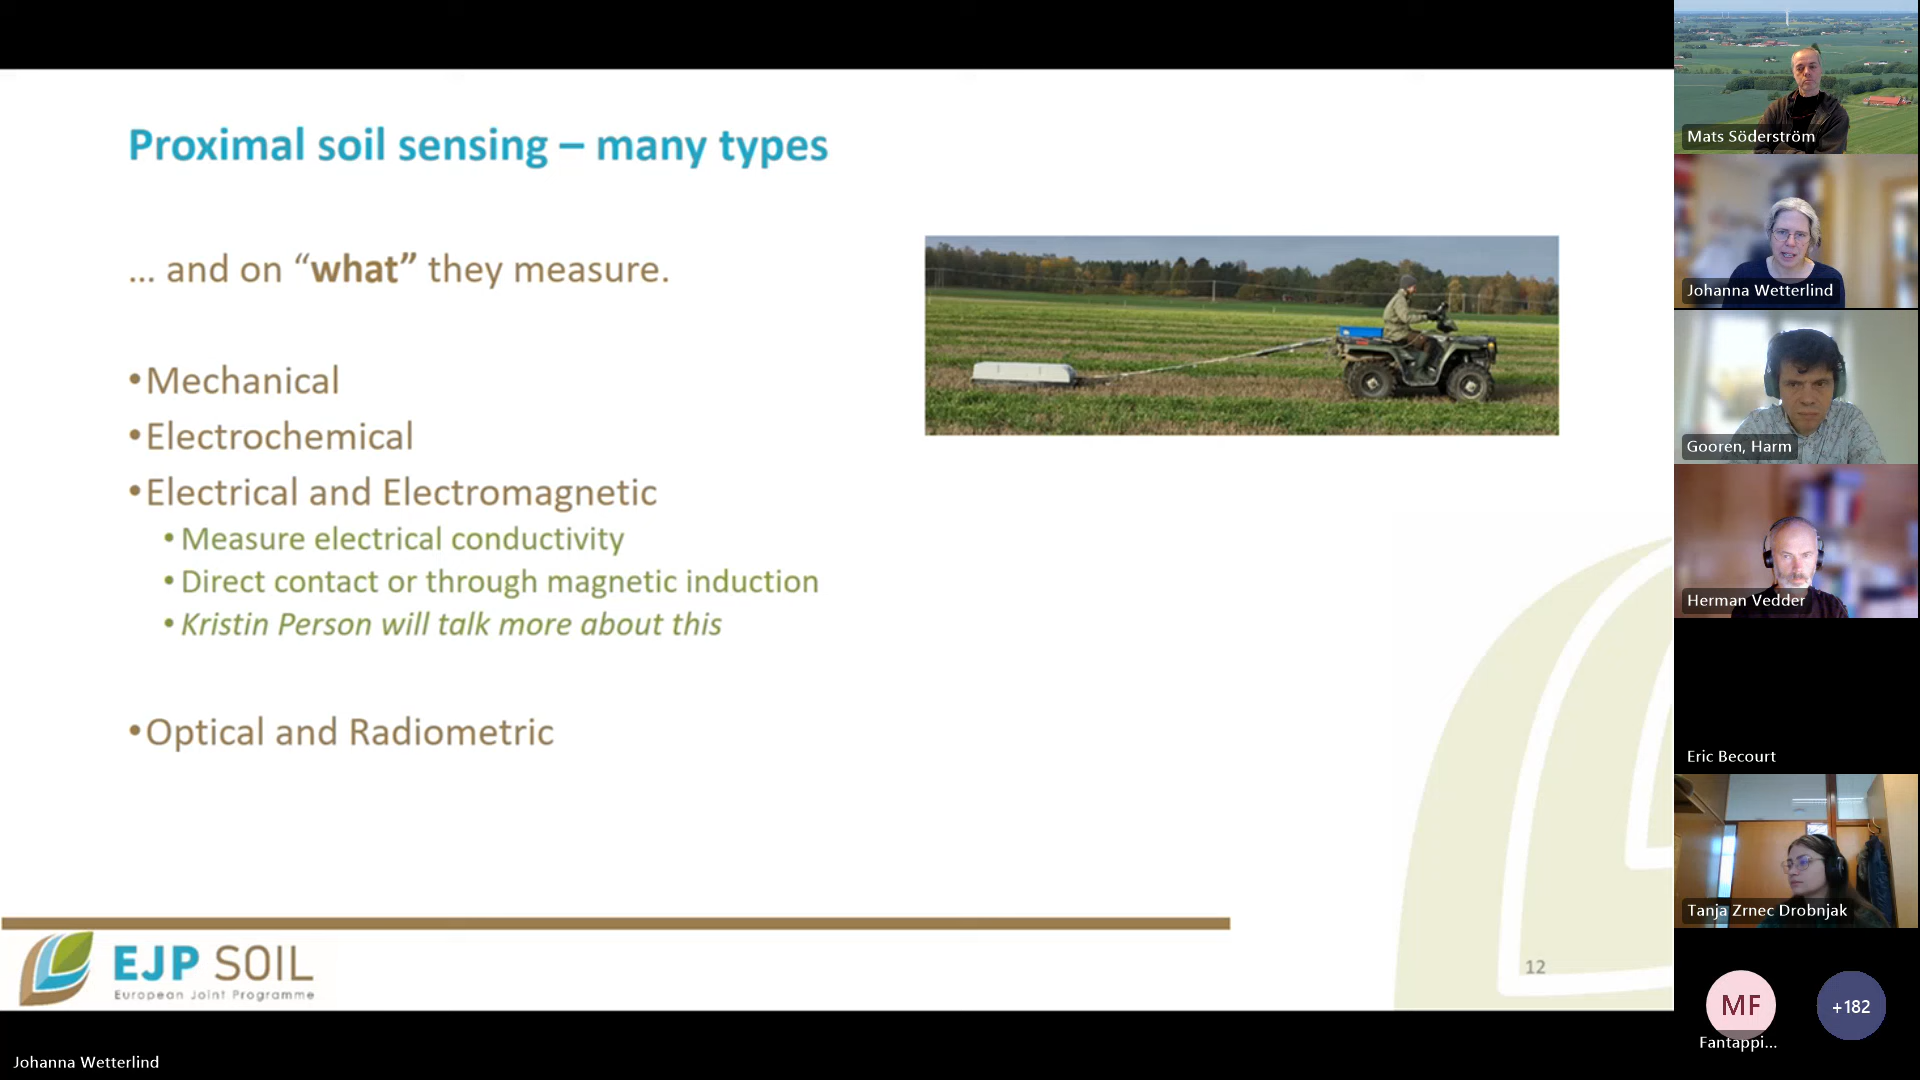 Proximal soil sensing – many types
... and on “what” they measure.
•Mechanical
•Electrochemical
•Electrical and Electromagnetic
• Measure electrical conductivity
• Direct contact or through magnetic induction
• Kristin Person will talk more about this
•Optical and Radiometric
EJP SOIL
European Joint Programme
12
Johanna Wetterlind
Mats Söderström
Johanna Wetterlind
Gooren, Harm
Herman Vedder
Eric Becourt
Tanja Zrnec Drobnjak
MF
Fantappi...
+182